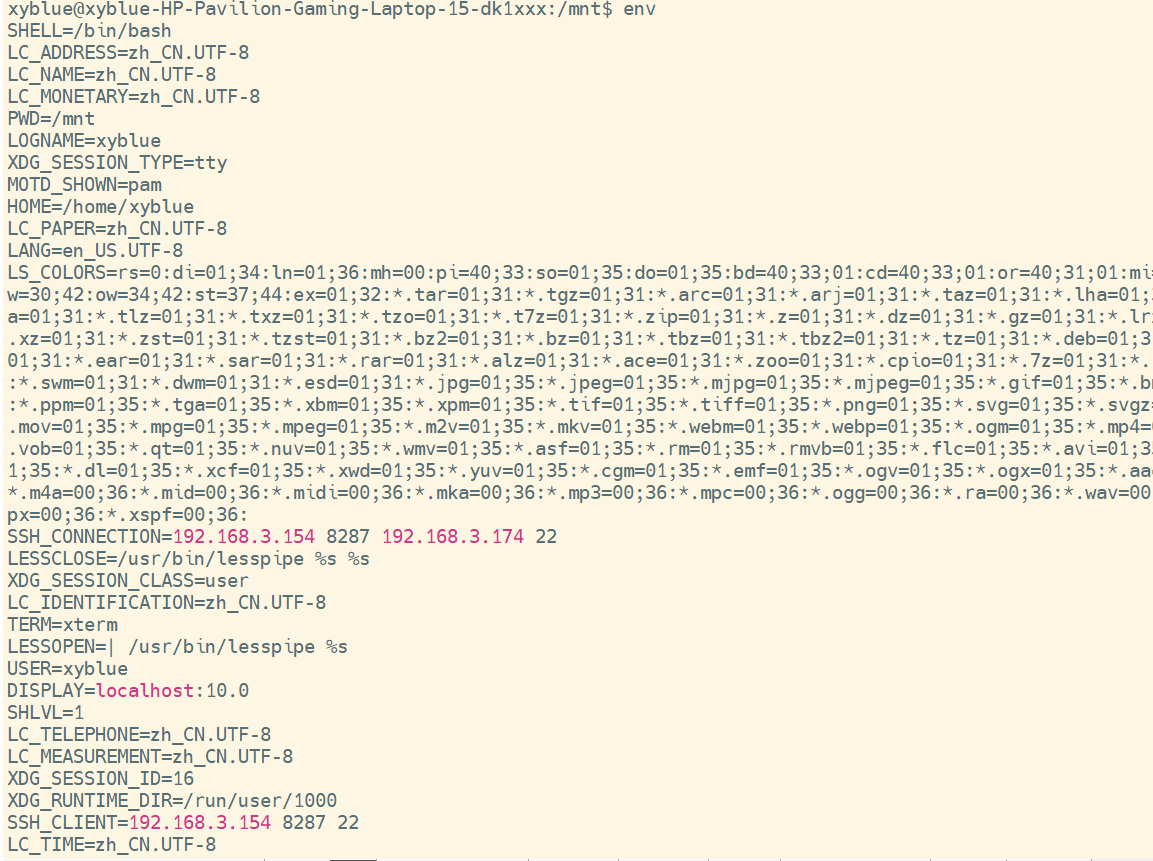 xyblue@xyblue-HP-Pavilion-Gaming-Laptop-15-dk1xxx:/mnt$ env
SHELL=/bin/bash
LC_ADDRESS=zh_CN.UTF-8
LC_NAME=zh_CN.UTF-8
LC_MONETARY=zh_CN.UTF-8
PWD=/mnt
LOGNAME=xyblue
XDG_SESSION_TYPE=tty
MOTD_SHOWN=pam
HOME=/home/xyblue
LC_PAPER=zh_CN.UTF-8
LANG=en_US.UTF-8
LS_COLORS=rs=0:di=01;34:ln=01;36:mh=00:pi=40;33:so=01;35:do=01;35:bd=40;33;01:cd=40;33;01:or=40;31;01:mi=
w=30;42:ow=34;42:st=37;44:ex=01;32:*.tar=01;31:*.tgz=01;31:*.arc=01;31:*.arj=01;31:*.taz=01;31:*.lha=01;
a=01;31:*.tlz=01;31:*.txz=01;31:*.tzo=01;31:*.t7z=01;31:*.zip=01;31:*.z=01;31:*.dz=01;31:*.gz=01;31:*.lr
.xz=01;31:*.zst=01;31:*.tzst=01;31:*.bz2=01;31:*.bz=01;31:*.tbz=01;31:*.tbz2=01;31:*.tz=01;31:*.deb=01;3
01;31:*.ear=01;31:*.sar=01;31:*.rar=01;31:*.alz=01;31:*.ace=01;31:*.zoo=01;31:*.cpio=01;31:*.7z=01;31:*.
:*.swm=01;31:*.dwm=01;31:*.esd=01;31:*.jpg=01;35:*.jpeg=01;35:*.mjpg=01;35:*.mjpeg=01;35:*.gif=01;35:*.b
:*.ppm=01;35:*.tga=01;35:*.xbm=01;35:*.xpm=01;35:*.tif=01;35:*.tiff=01;35:*.png=01;35:*.svg=01;35:*.svgz=
.mov=01;35:*.mpg=01;35:*.mpeg=01;35:*.m2v=01;35:*.mkv=01;35:*.webm=01;35:*.webp=01;35:*.ogm=01;35:*.mp4=
.vob=01;35:*.qt=01;35:*.nuv=01;35:*.wmv=01;35:*.asf=01;35:*.rm=01;35:*.rmvb=01;35:*.flc=01;35:*.avi=01;3
1;35:*.dl=01;35:*.xcf=01;35:*.xwd=01;35:*.yuv=01;35:*.cgm=01;35:*.emf=01;35:*.ogv=01;35:*.ogx=01;35:*.aa
*.m4a=00;36:*.mid=00;36:*.midi=00;36:*.mka=00;36:*.mp3=00;36:*.mpc=00;36:*.ogg=00;36:*.ra=00;36:*.wav=00
px=00;36:*.xspf=00;36:
SSH_CONNECTION=192.168.3.154 8287 192.168.3.174 22
LESSCLOSE=/usr/bin/lesspipe %s %s
XDG_SESSION_CLASS=user
LC_IDENTIFICATION=zh_CN.UTF-8
TERM=xterm
LESSOPEN=| /usr/bin/lesspipe %s
USER=xyblue
DISPLAY=localhost:10.0
SHLVL=1
LC_TELEPHONE=zh_CN.UTF-8
LC_MEASUREMENT=zh_CN.UTF-8
XDG_SESSION_ID=16
XDG_RUNTIME_DIR=/run/user/1000
SSH_CLIENT=192.168.3.154 8287 22
LC_TIME=zh_CN.UTF-8